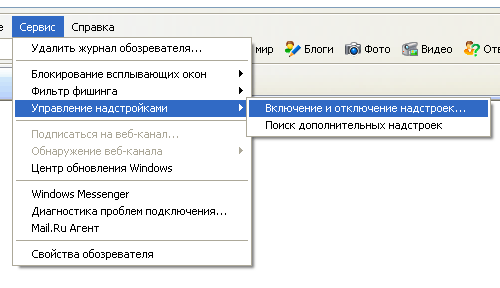 е Сервис Справка
мир Блоги Фото Видео Отв
Удалить журнал обозревателя...
Блокирование всплывающих окон
Фильтр фишинга
Управление надстройками
Включение и отключение надстроек...
Поиск дополнительных надстроек
Подписаться на веб-канал...
Обнаружение веб-канала
Центр обновления Windows
Windows Messenger
Диагностика проблем подключения...
Mail.Ru Агент
Свойства обозревателя